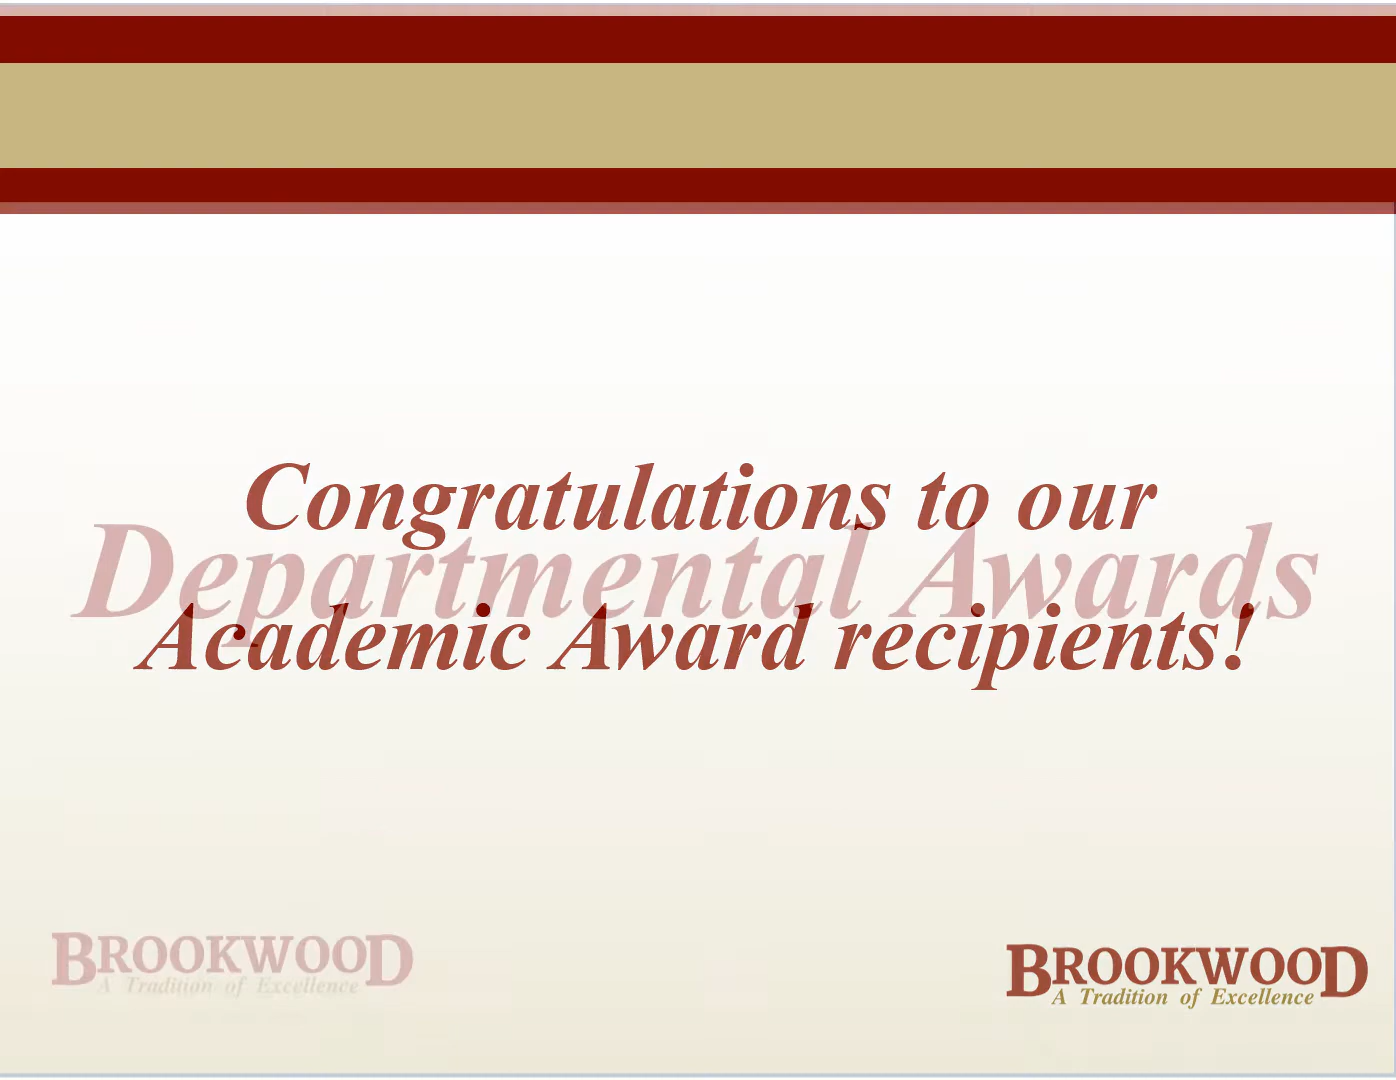 Congratulations to our
Departmental Awards
Academic Award recipients!
BROOKWOOD
A Tradition of Excellence
BROOKWOOD
A Tradition of Excellence